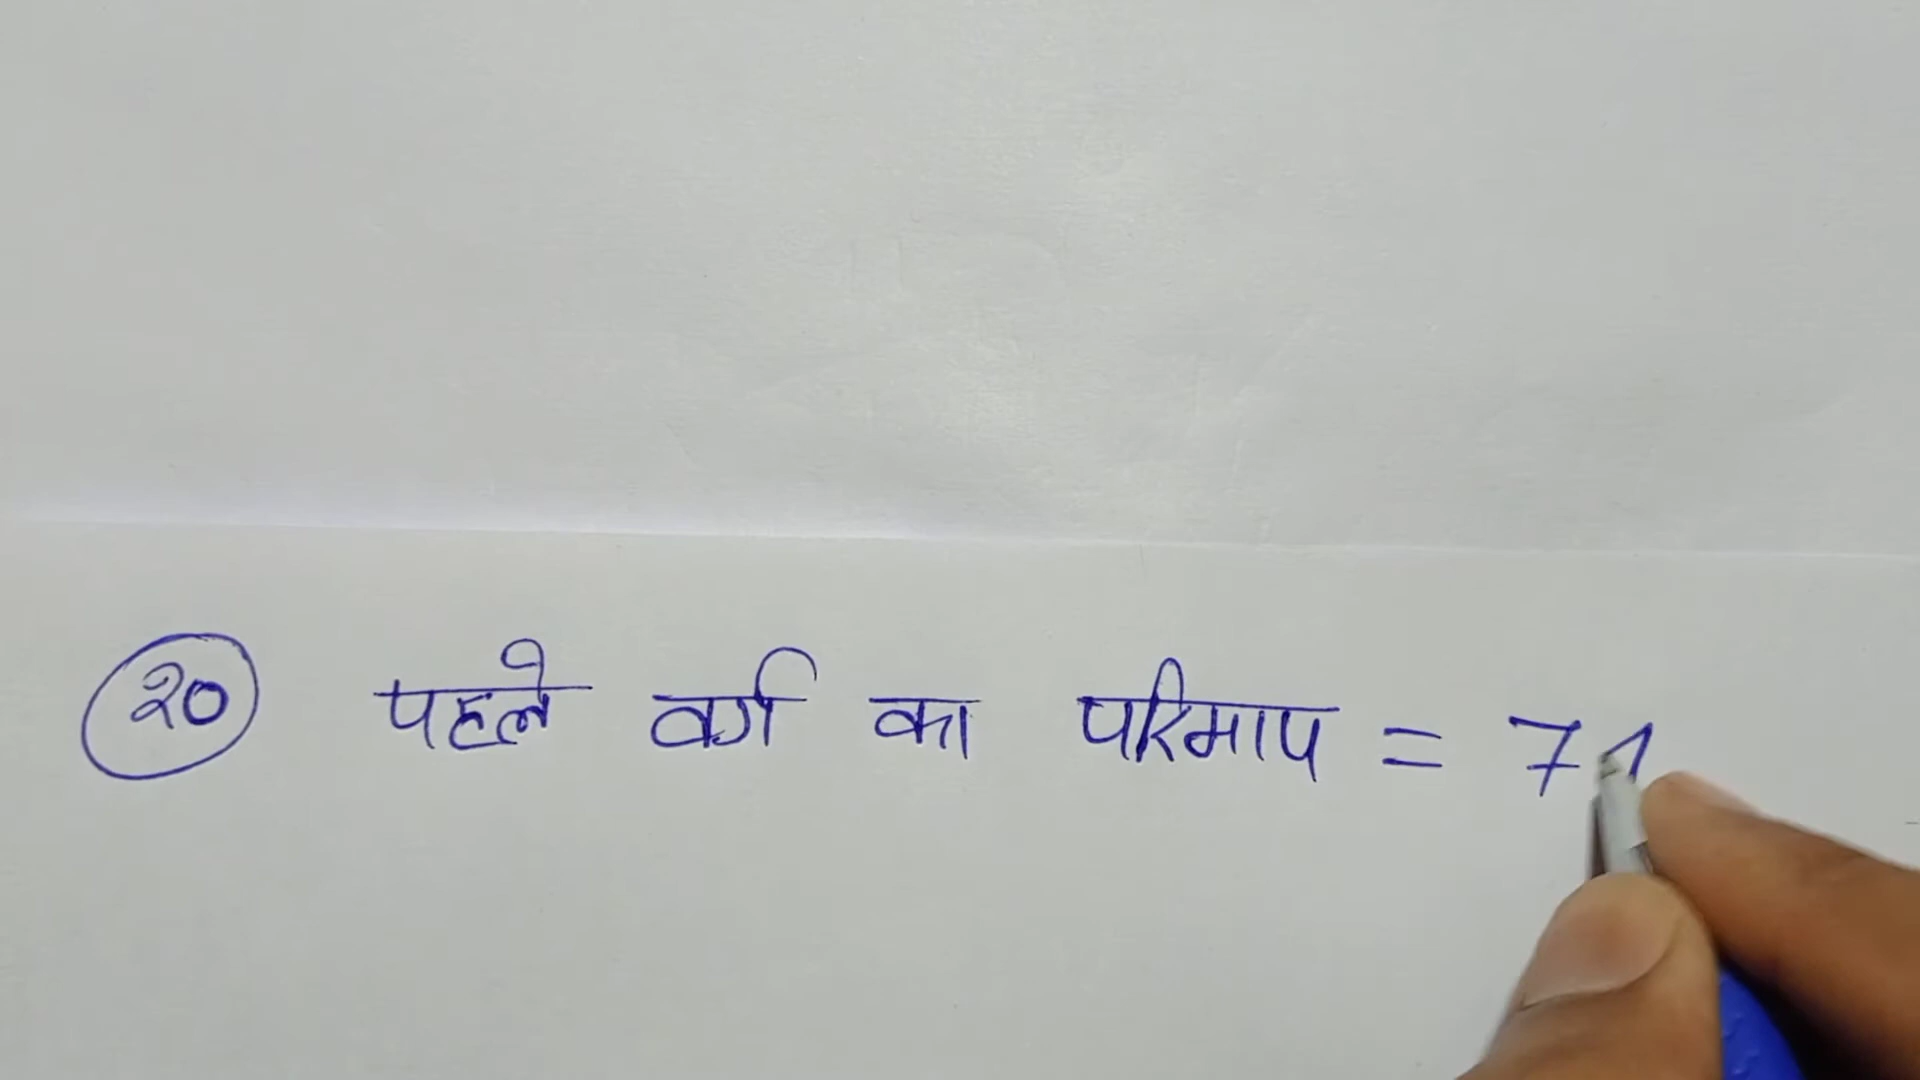 २० पहले वर्ग का परिमाप = 7